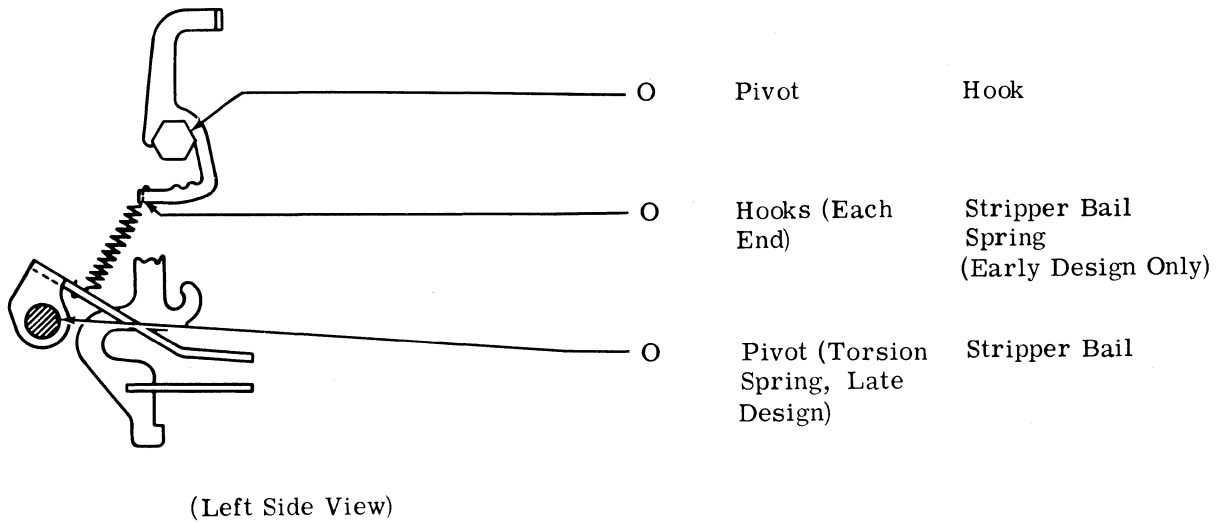 O Pivot Hook
O Hooks (Each End) Stripper Bail Spring (Early Design Only)
O Pivot (Torsion Spring, Late Design) Stripper Bail
(Left Side View)